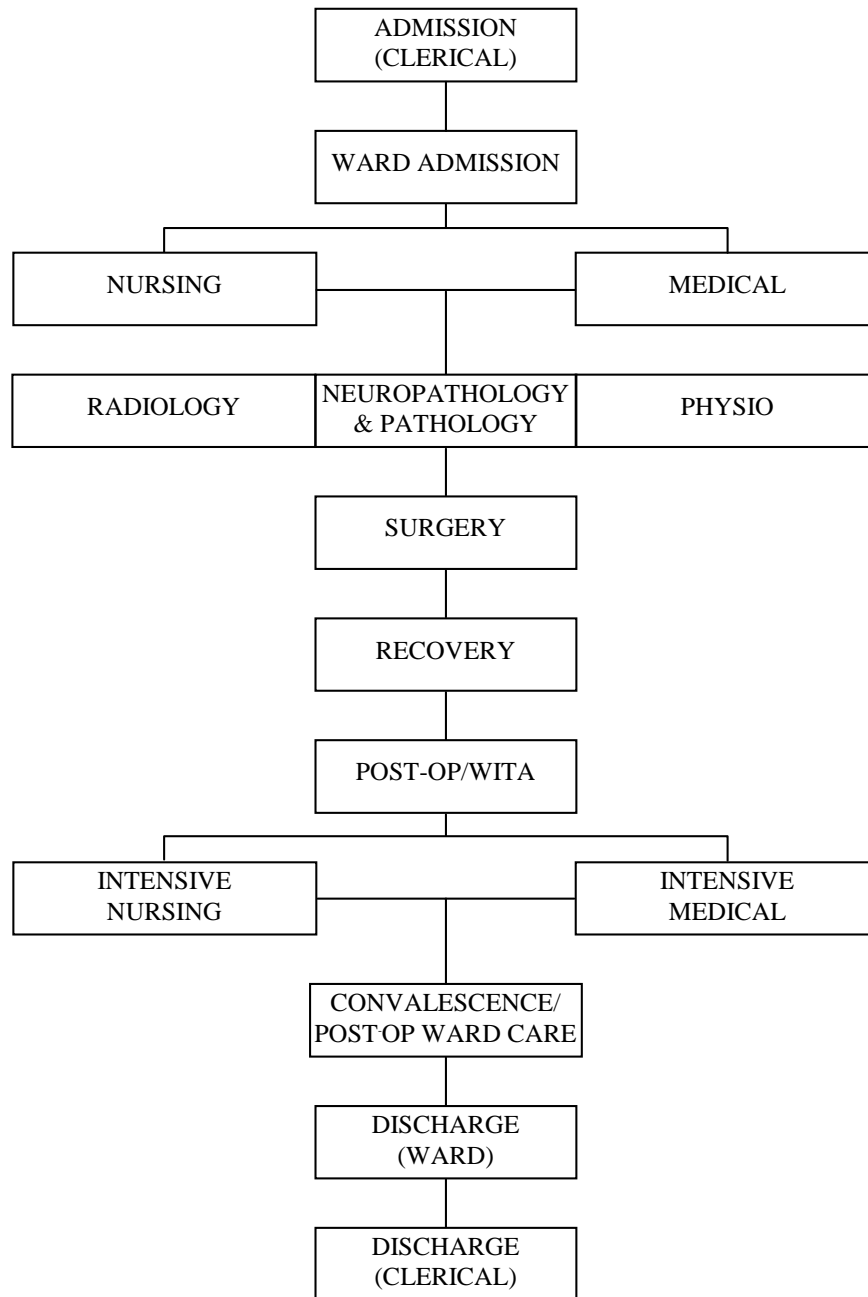 ADMISSION
(CLERICAL)
WARD ADMISSION
NURSING
MEDICAL
RADIOLOGY
NEUROPATHOLOGY
& PATHOLOGY
PHYSIO
SURGERY
RECOVERY
POST-OP/WITA
INTENSIVE
NURSING
INTENSIVE
MEDICAL
CONVALESCENCE/
POST-OP WARD CARE
DISCHARGE
(WARD)
DISCHARGE
(CLERICAL)